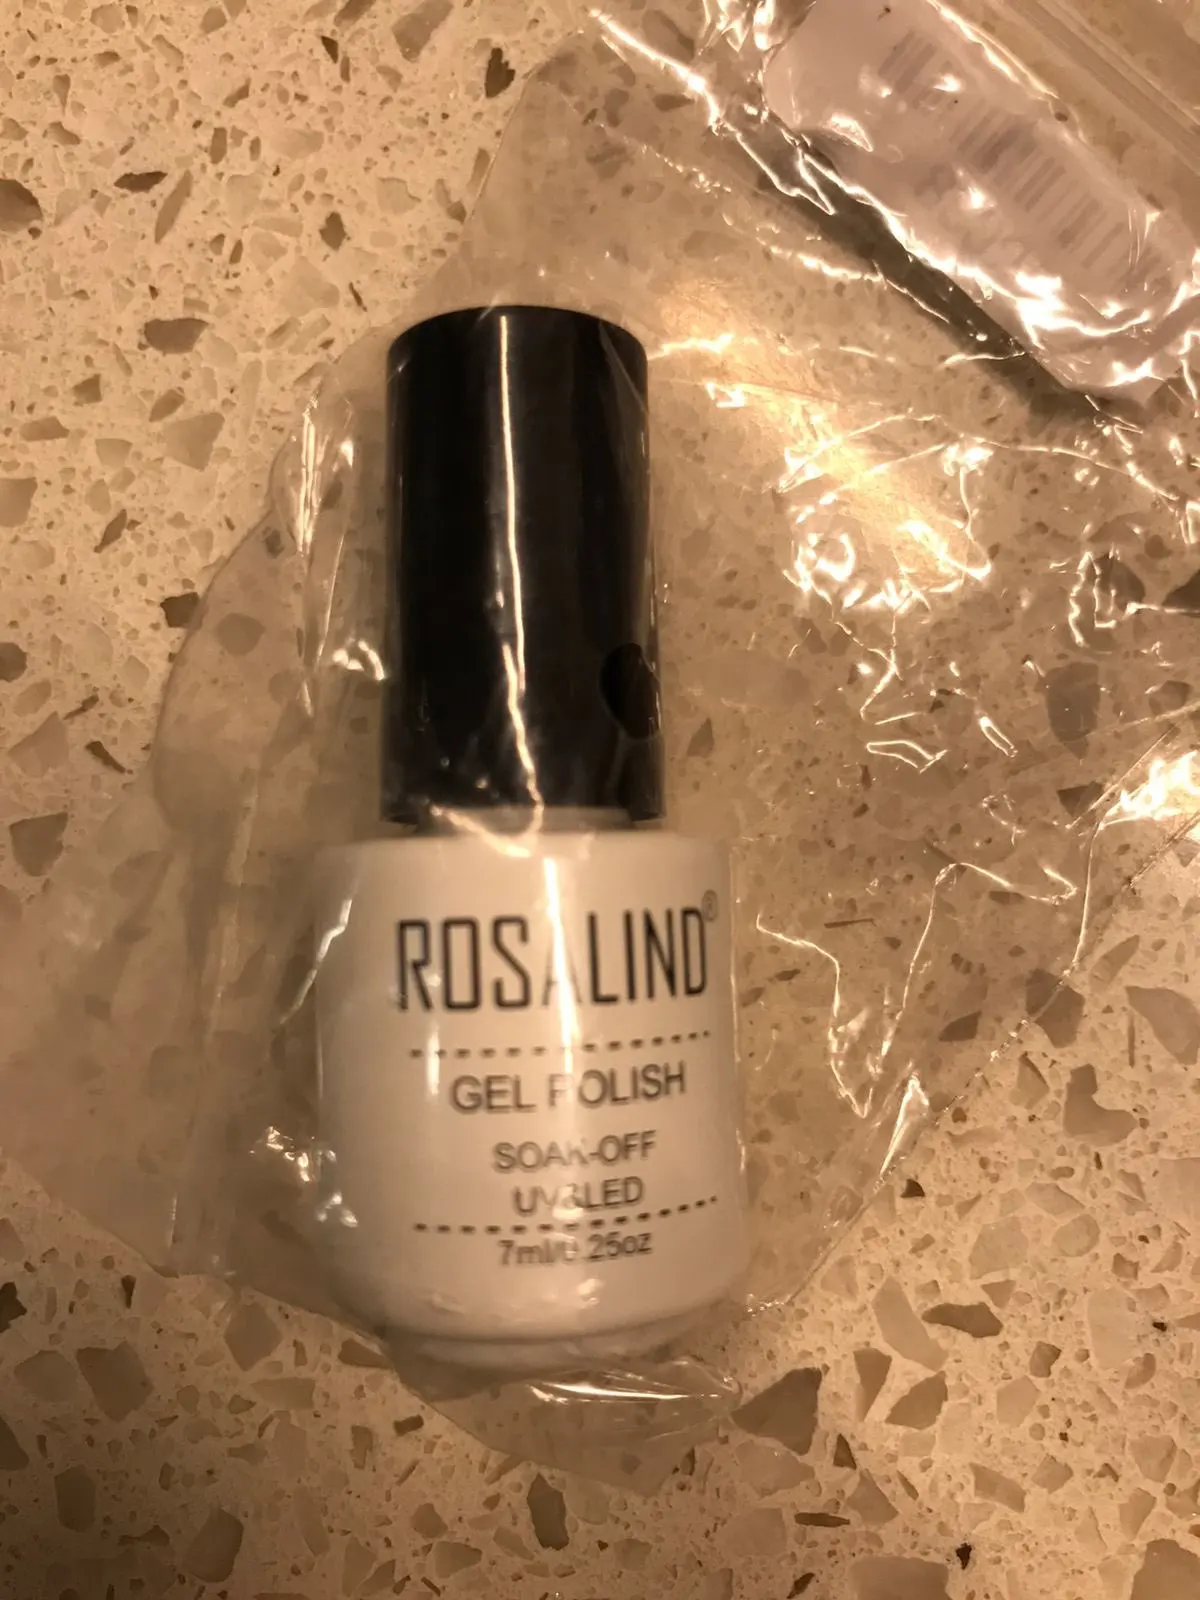 ROSALIND®
GEL POLISH
SOAK-OFF
UV&LED
7ml/0.25oz